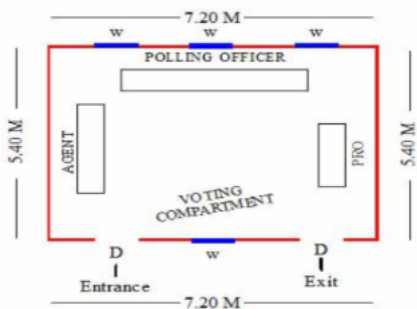 7.20 M
w w w
POLLING OFFICER
5.40 M
AGENT
PRO
5.40 M
VOTING
COMPARTMENT
D w D
Entrance Exit
7.20 M